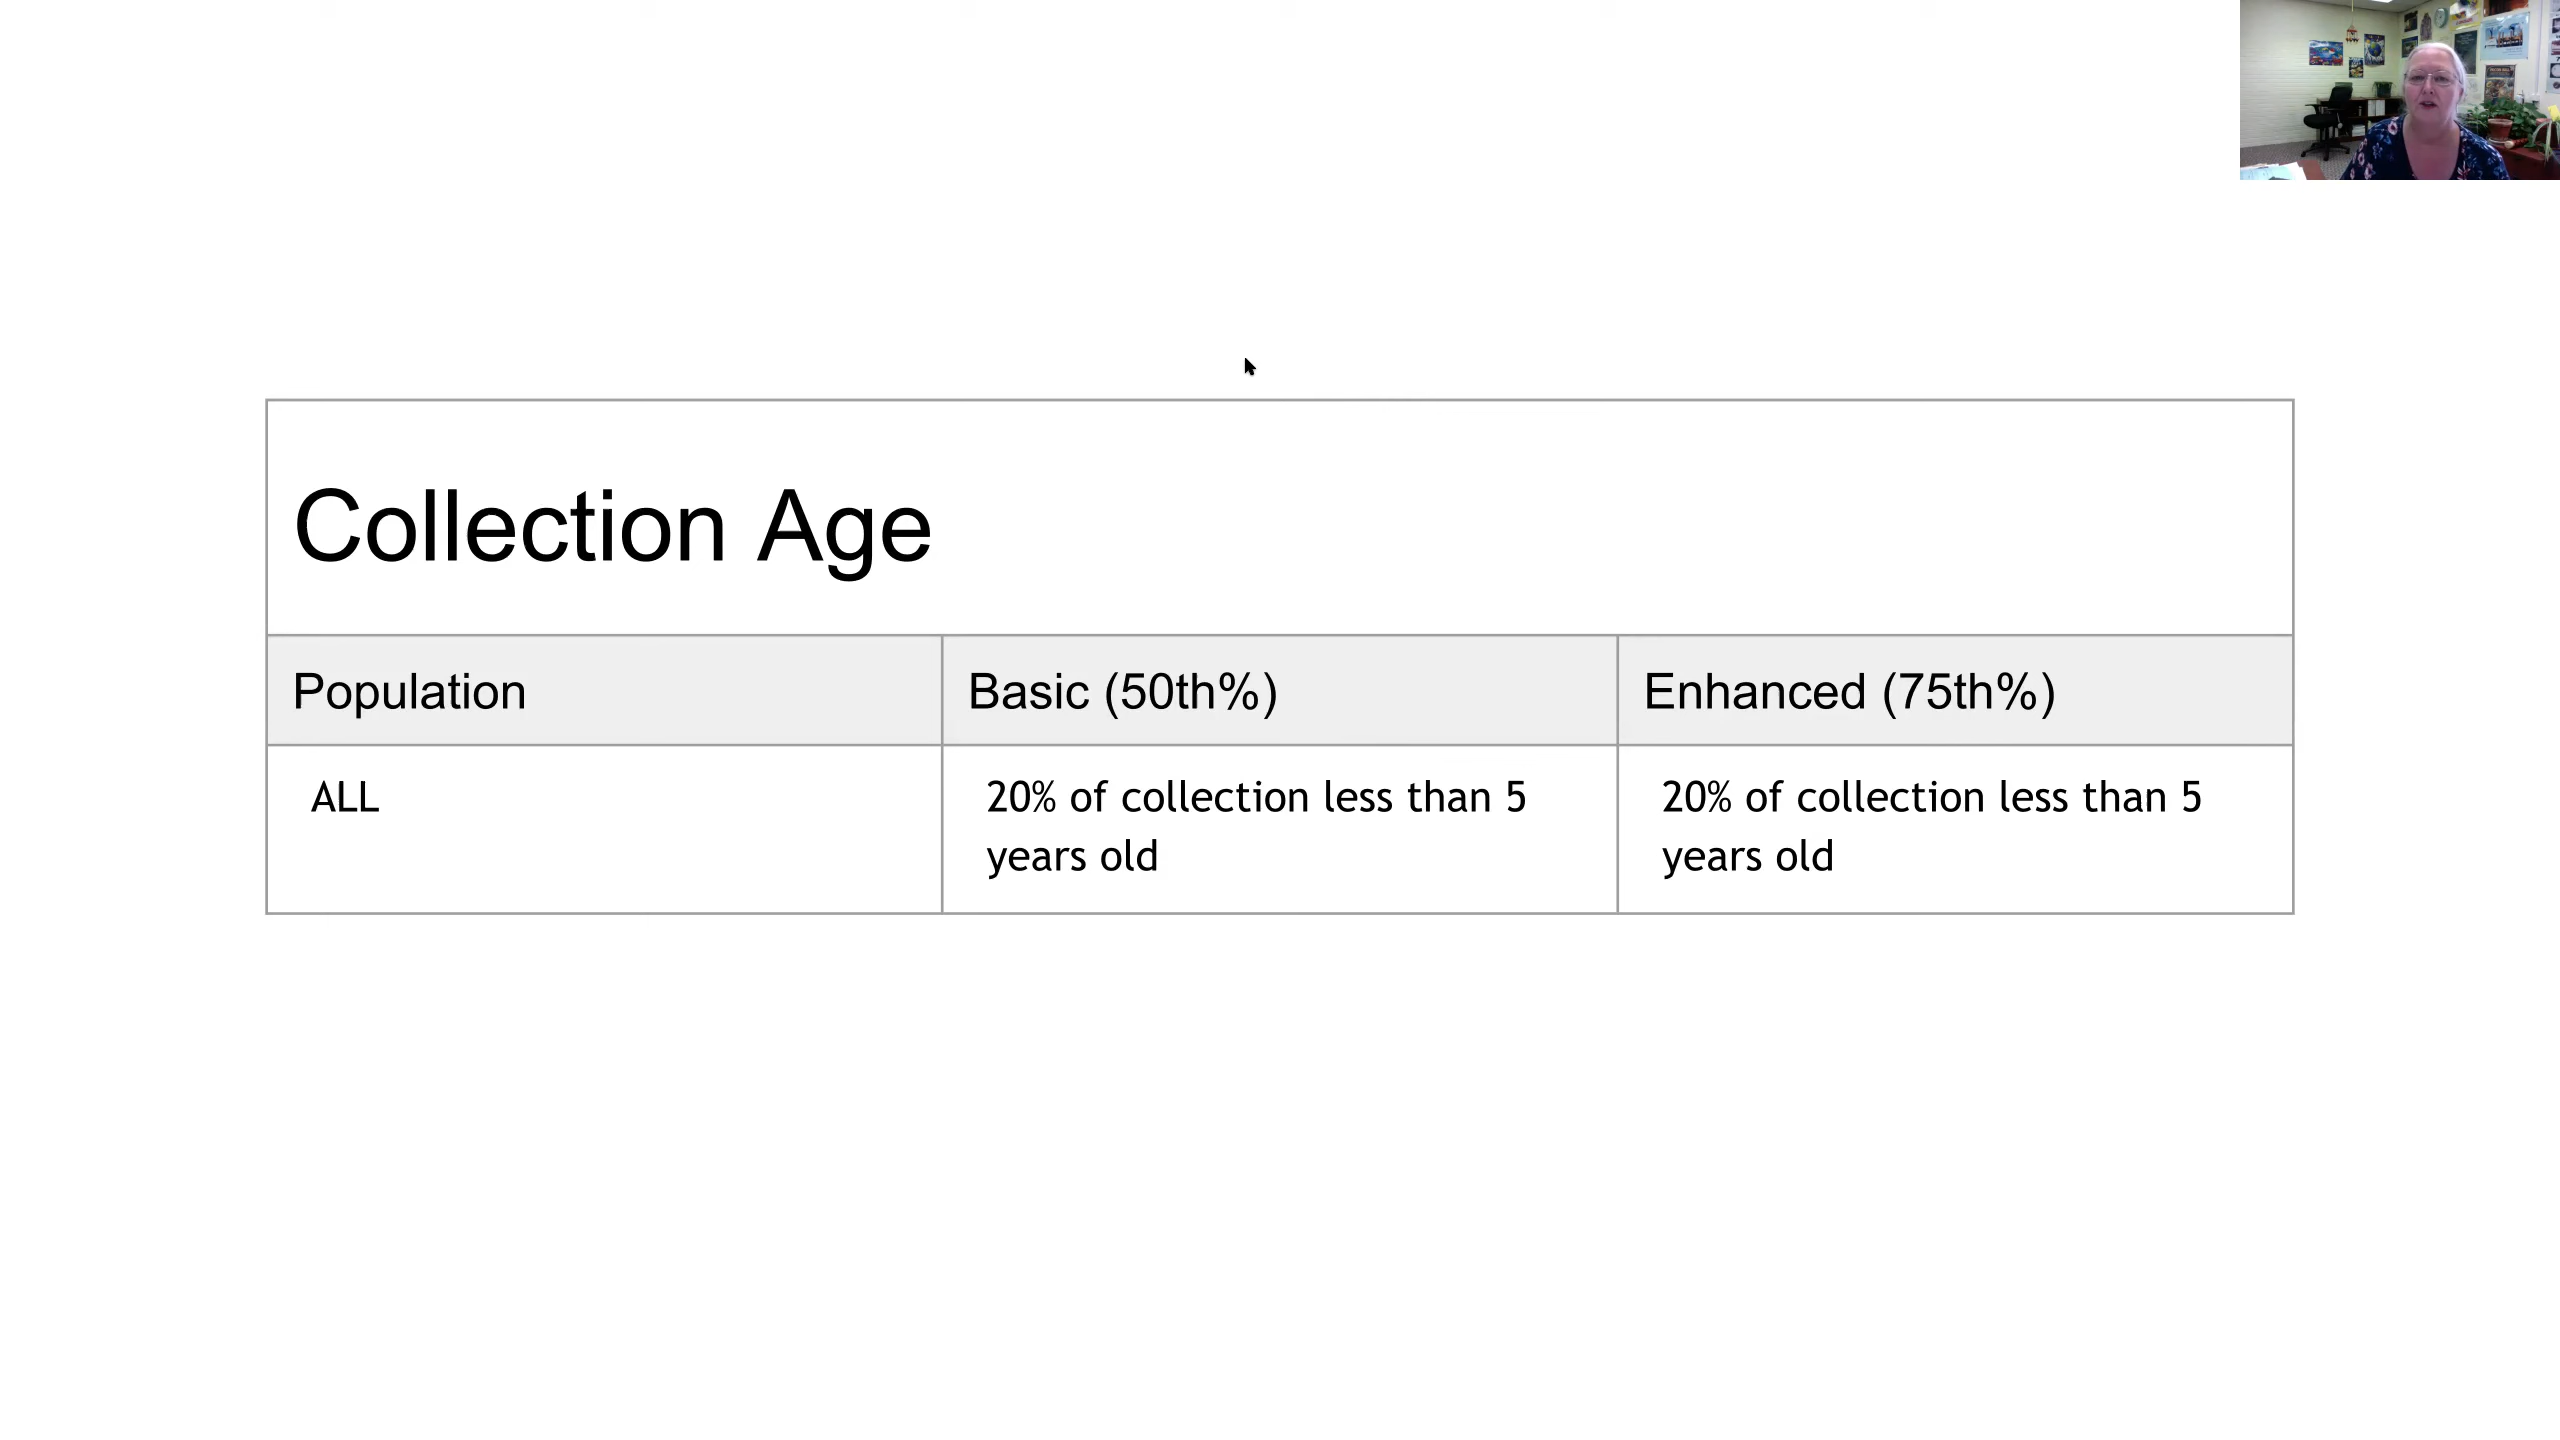 Collection Age
Population
Basic (50th%)
Enhanced (75th%)
ALL
20% of collection less than 5
years old
20% of collection less than 5
years old